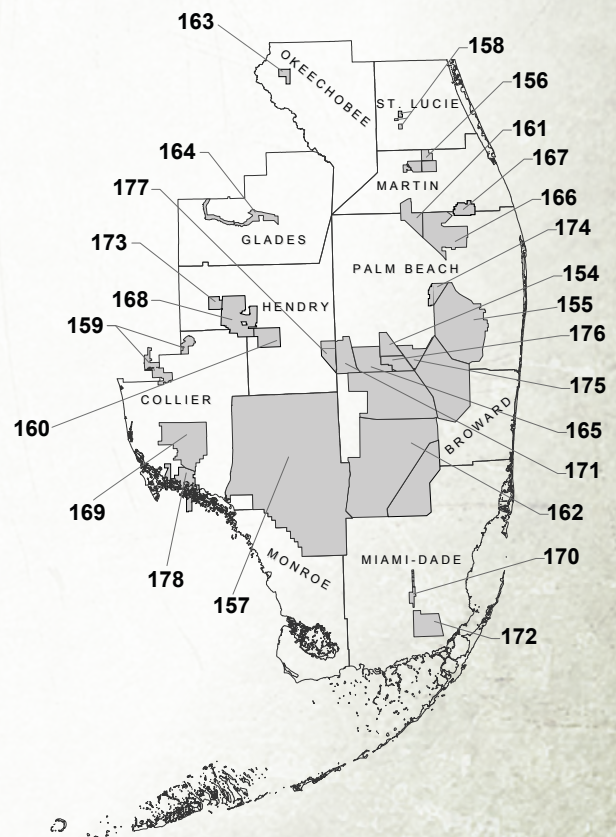 163
158
OKEECHOBEE
156
ST. LUCIE
161
167
164
MARTIN
166
177
174
GLADES
173
PALM BEACH
154
168
HENDRY
155
159
176
175
COLLIER
160
BROWARD
165
171
169
162
MONROE
MIAMI-DADE
170
178
157
172